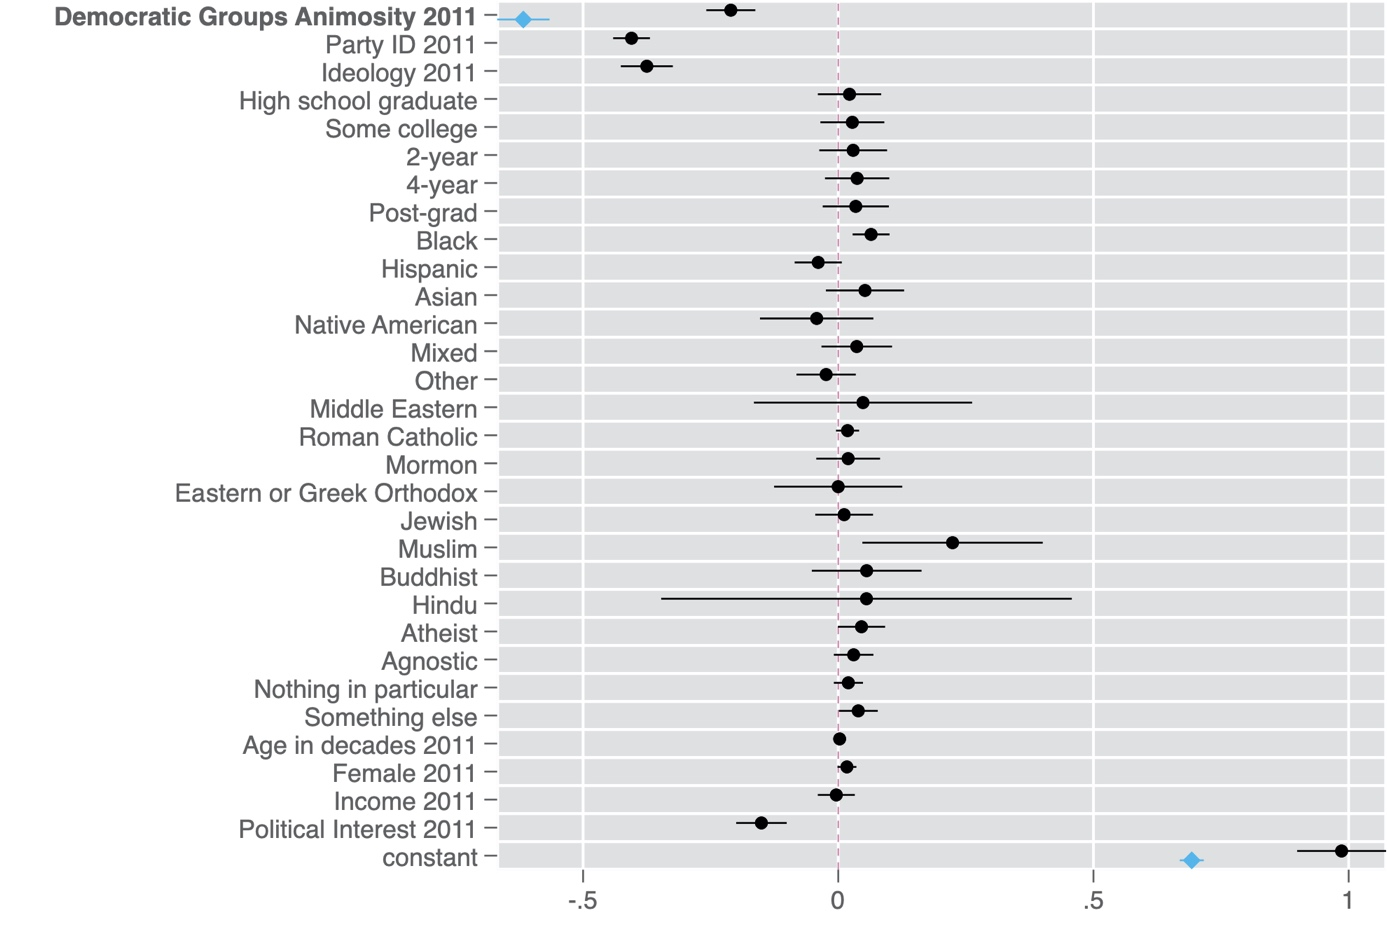 Democratic Groups Animosity 2011
Party ID 2011
Ideology 2011
High school graduate
Some college
2-year
4-year
Post-grad
Black
Hispanic
Asian
Native American
Mixed
Other
Middle Eastern
Roman Catholic
Mormon
Eastern or Greek Orthodox
Jewish
Muslim
Buddhist
Hindu
Atheist
Agnostic
Nothing in particular
Something else
Age in decades 2011
Female 2011
Income 2011
Political Interest 2011
constant
-.5 0 .5 1